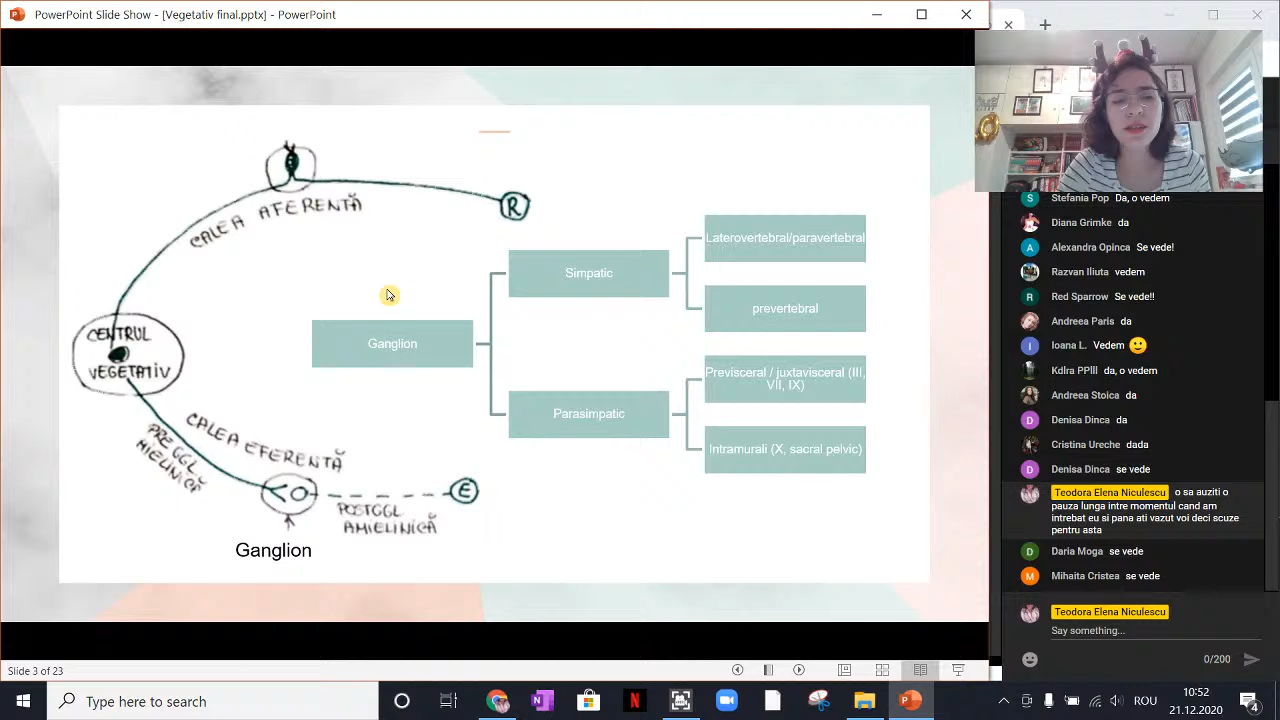 PowerPoint Slide Show - [Vegetativ final.pptx] - PowerPoint
CALEA AFERENTĂ
R
CENTRUL
VEGETATIV
CALEA EFERENTĂ
PREGGL
MIELINICĂ
E
POSTGGL
AMIELINICĂ
Ganglion
Ganglion
Simpatic
Parasimpatic
Laterovertebral/paravertebral
prevertebral
Previsceral / juxtavisceral (III,
VII, IX)
Intramurali (X, sacral pelvic)
S Stefania Pop Da, o vedem
Diana Grimke da,
A Alexandra Opinca Se vede!
Razvan Iliuta vedem
R Red Sparrow Se vede!!
Andreea Paris da
I Ioana L. Vedem 🙂
Kdlra PPlll da, o vedem
Andreea Stoica da
D Denisa Dinca da
Cristina Ureche dada
D Denisa Dinca se vede
Teodora Elena Niculescu o sa auziti o
pauza lunga intre momentul cand am
intrebat eu si pana ati vazut voi deci scuze
pentru asta
D Daria Moga se vede
M Mihaita Cristea se vede
Teodora Elena Niculescu
Say something...
0/200
Slide 3 of 23
Type here to search
ROU
10:52
21.12.2020
4